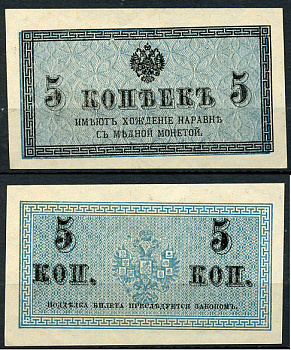 5 КОПѢЕКЪ 5
ИМѢЮТЪ ХОЖДЕНІЕ НАРАВНѢ
СЪ МѢДНОЙ МОНЕТОЙ.
5 5
КОП. КОП.
ПОДДѢЛКА БИЛЕТА ПРЕСЛѢДУЕТСЯ ЗАКОНОМЪ.